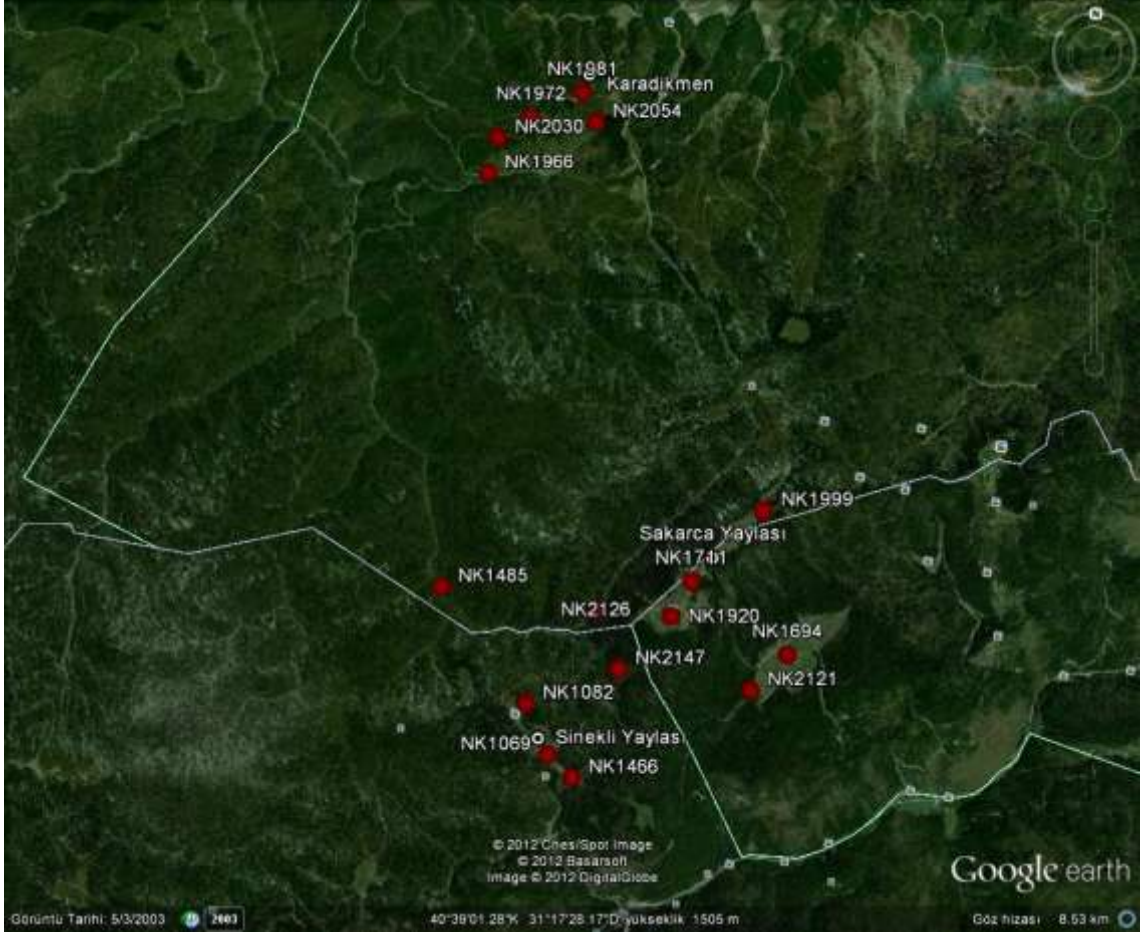 NK1981
Karadikmen
NK1972
NK2054
NK2030
NK1966
NK1999
Sakarca Yaylası
NK1485
NK2126
NK1920
NK1694
NK2147
NK2121
NK1082
NK1069
Sinekli Yaylası
NK1466
© 2012 Cnes/Spot Image
© 2012 Basarsoft
Image © 2012 DigitalGlobe
Google earth
Görüntü Tarihi: 5/3/2003
2003
40°39'01.28"K 31°17'28.17"D yükseklik 1505 m
Göz hizası 8.53 km